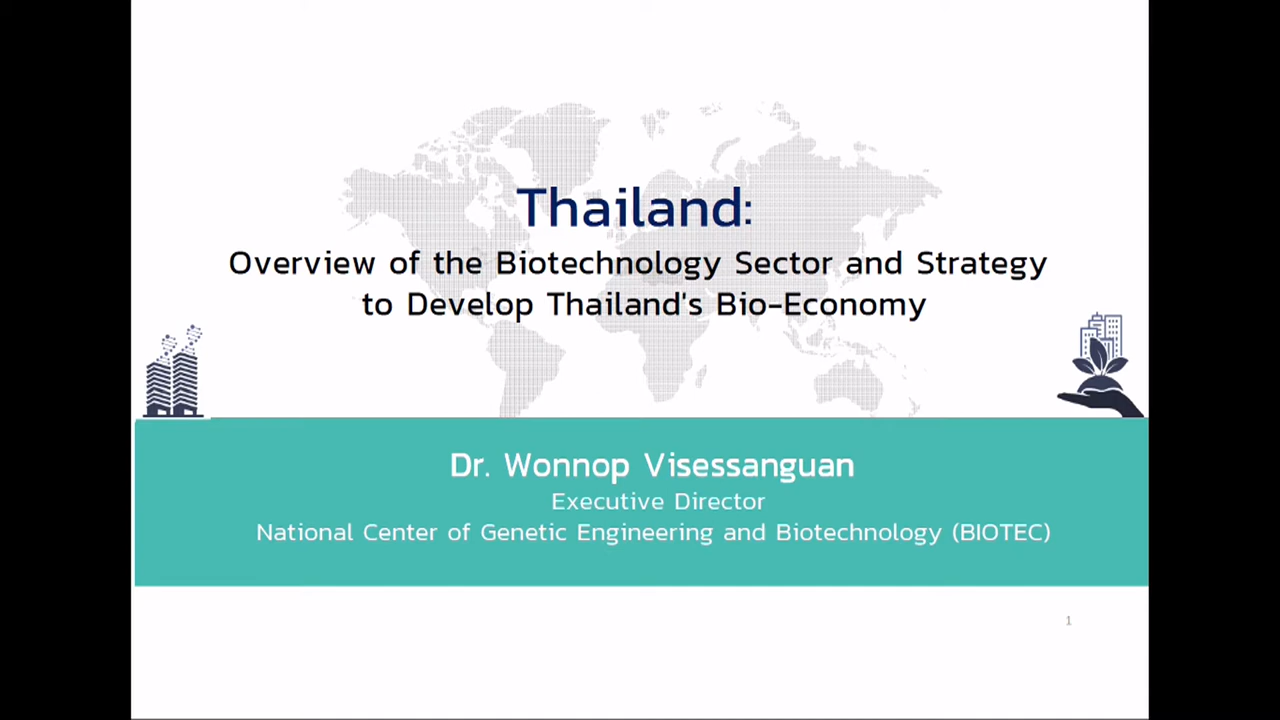 Thailand:
Overview of the Biotechnology Sector and Strategy
to Develop Thailand's Bio-Economy
Dr. Wonnop Visessanguan
Executive Director
National Center of Genetic Engineering and Biotechnology (BIOTEC)
1